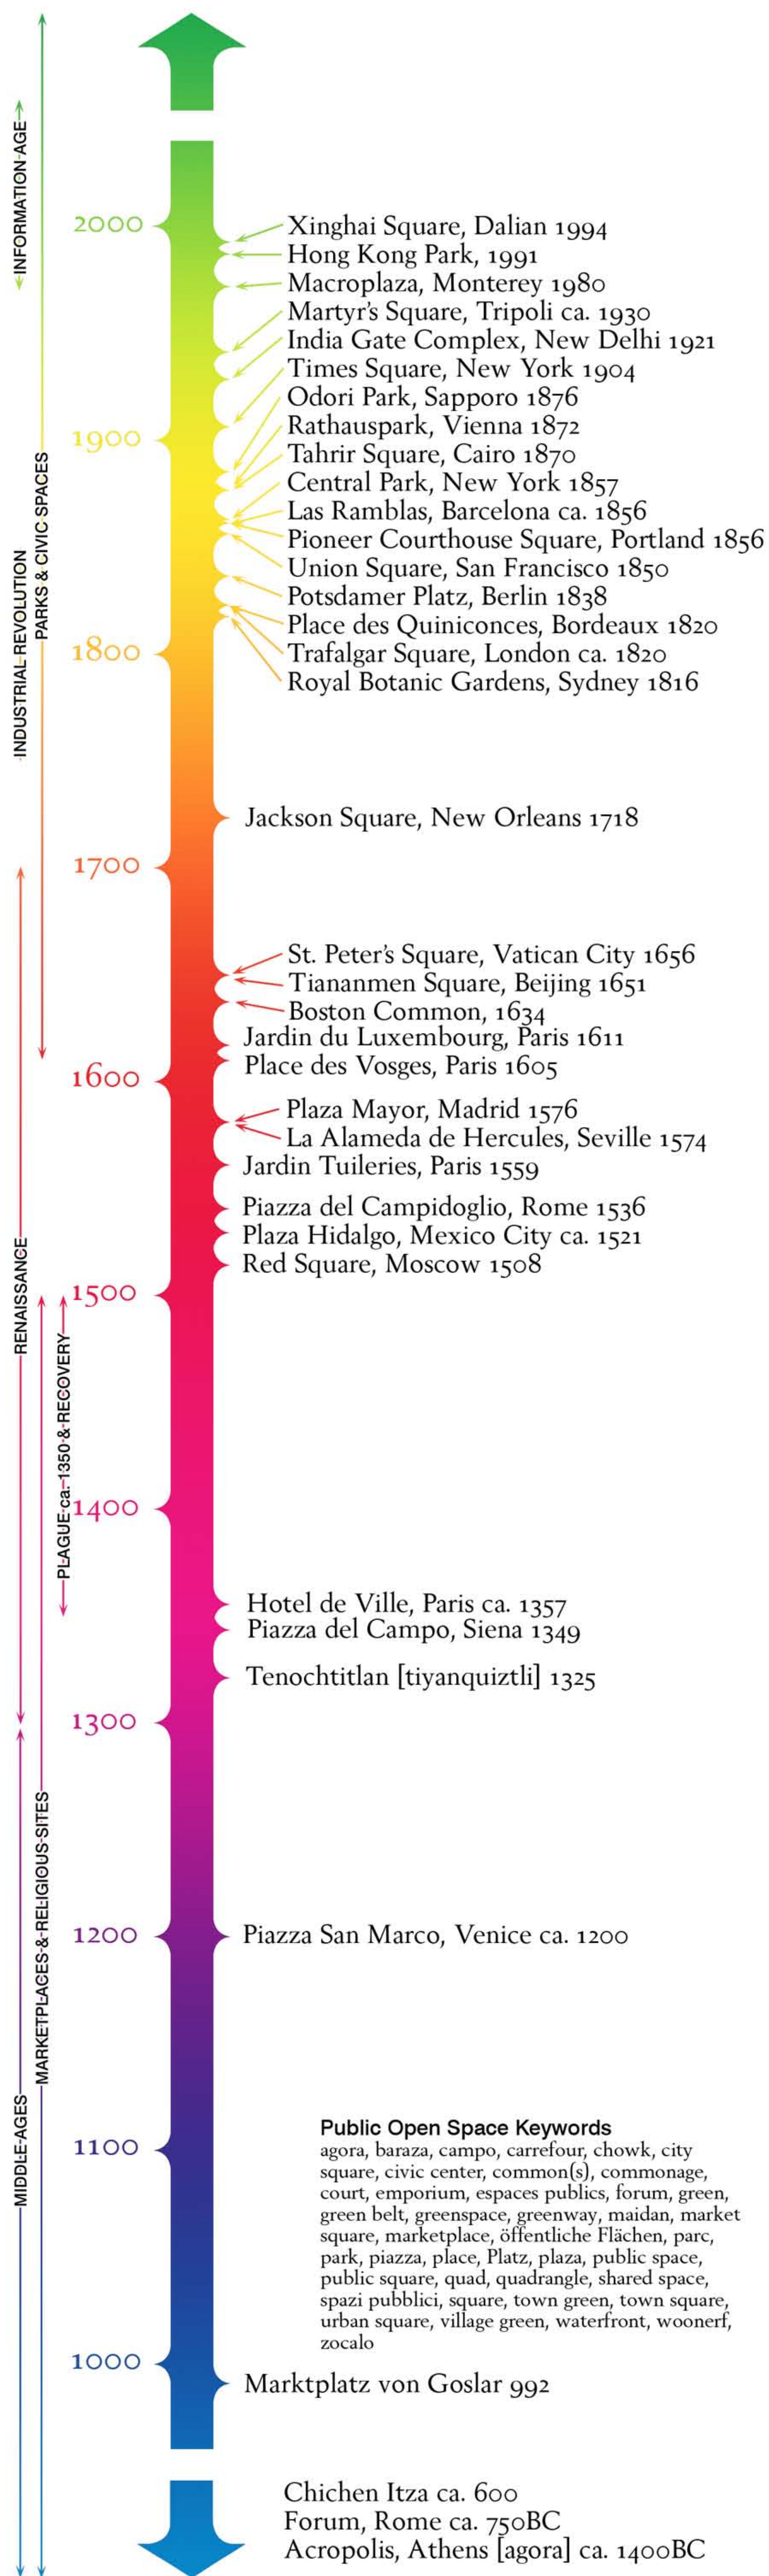 INFORMATION AGE
PARKS & CIVIC SPACES
INDUSTRIAL REVOLUTION
RENAISSANCE
PLAGUE ca. 1350 & RECOVERY
MARKETPLACES & RELIGIOUS SITES
MIDDLE AGES
2000
1900
1800
1700
1600
1500
1400
1300
1200
1100
1000
Xinghai Square, Dalian 1994
Hong Kong Park, 1991
Macroplaza, Monterey 1980
Martyr's Square, Tripoli ca. 1930
India Gate Complex, New Delhi 1921
Times Square, New York 1904
Odori Park, Sapporo 1876
Rathauspark, Vienna 1872
Tahrir Square, Cairo 1870
Central Park, New York 1857
Las Ramblas, Barcelona ca. 1856
Pioneer Courthouse Square, Portland 1856
Union Square, San Francisco 1850
Potsdamer Platz, Berlin 1838
Place des Quiniconces, Bordeaux 1820
Trafalgar Square, London ca. 1820
Royal Botanic Gardens, Sydney 1816
Jackson Square, New Orleans 1718
St. Peter's Square, Vatican City 1656
Tiananmen Square, Beijing 1651
Boston Common, 1634
Jardin du Luxembourg, Paris 1611
Place des Vosges, Paris 1605
Plaza Mayor, Madrid 1576
La Alameda de Hercules, Seville 1574
Jardin Tuileries, Paris 1559
Piazza del Campidoglio, Rome 1536
Plaza Hidalgo, Mexico City ca. 1521
Red Square, Moscow 1508
Hotel de Ville, Paris ca. 1357
Piazza del Campo, Siena 1349
Tenochtitlan [tiyanquiztli] 1325
Piazza San Marco, Venice ca. 1200
Public Open Space Keywords
agora, baraza, campo, carrefour, chowk, city
square, civic center, common(s), commonage,
court, emporium, espaces publics, forum, green,
green belt, greenspace, greenway, maidan, market
square, marketplace, öffentliche Flächen, parc,
park, piazza, place, Platz, plaza, public space,
public square, quad, quadrangle, shared space,
spazi pubblici, square, town green, town square,
urban square, village green, waterfront, woonerf,
zocalo
Marktplatz von Goslar 992
Chichen Itza ca. 600
Forum, Rome ca. 750BC
Acropolis, Athens [agora] ca. 1400BC